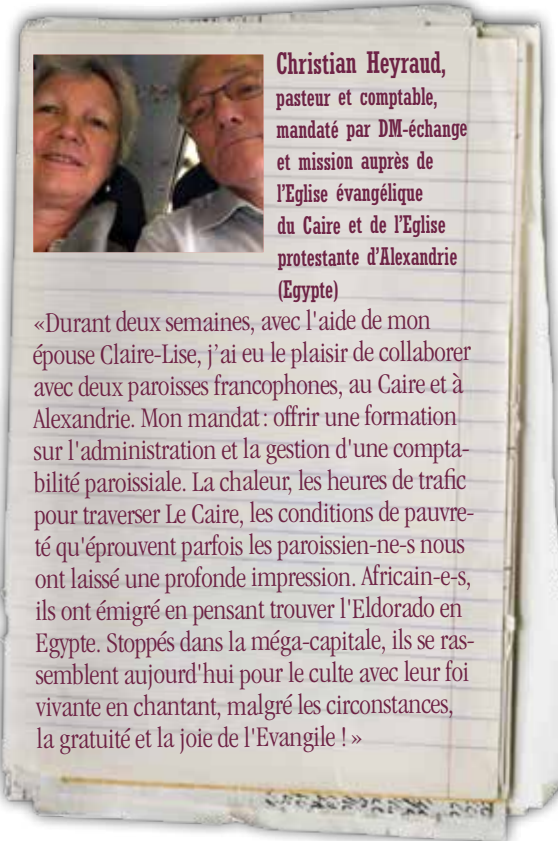 Christian Heyraud,
pasteur et comptable,
mandaté par DM-échange
et mission auprès de
l'Eglise évangélique
du Caire et de l'Eglise
protestante d'Alexandrie
(Egypte)
«Durant deux semaines, avec l'aide de mon
épouse Claire-Lise, j'ai eu le plaisir de collaborer
avec deux paroisses francophones, au Caire et à
Alexandrie. Mon mandat : offrir une formation
sur l'administration et la gestion d'une compta-
bilité paroissiale. La chaleur, les heures de trafic
pour traverser Le Caire, les conditions de pauvre-
té qu'éprouvent parfois les paroissien-ne-s nous
ont laissé une profonde impression. Africain-e-s,
ils ont émigré en pensant trouver l'Eldorado en
Egypte. Stoppés dans la méga-capitale, ils se ras-
semblent aujourd'hui pour le culte avec leur foi
vivante en chantant, malgré les circonstances,
la gratuité et la joie de l'Evangile ! »